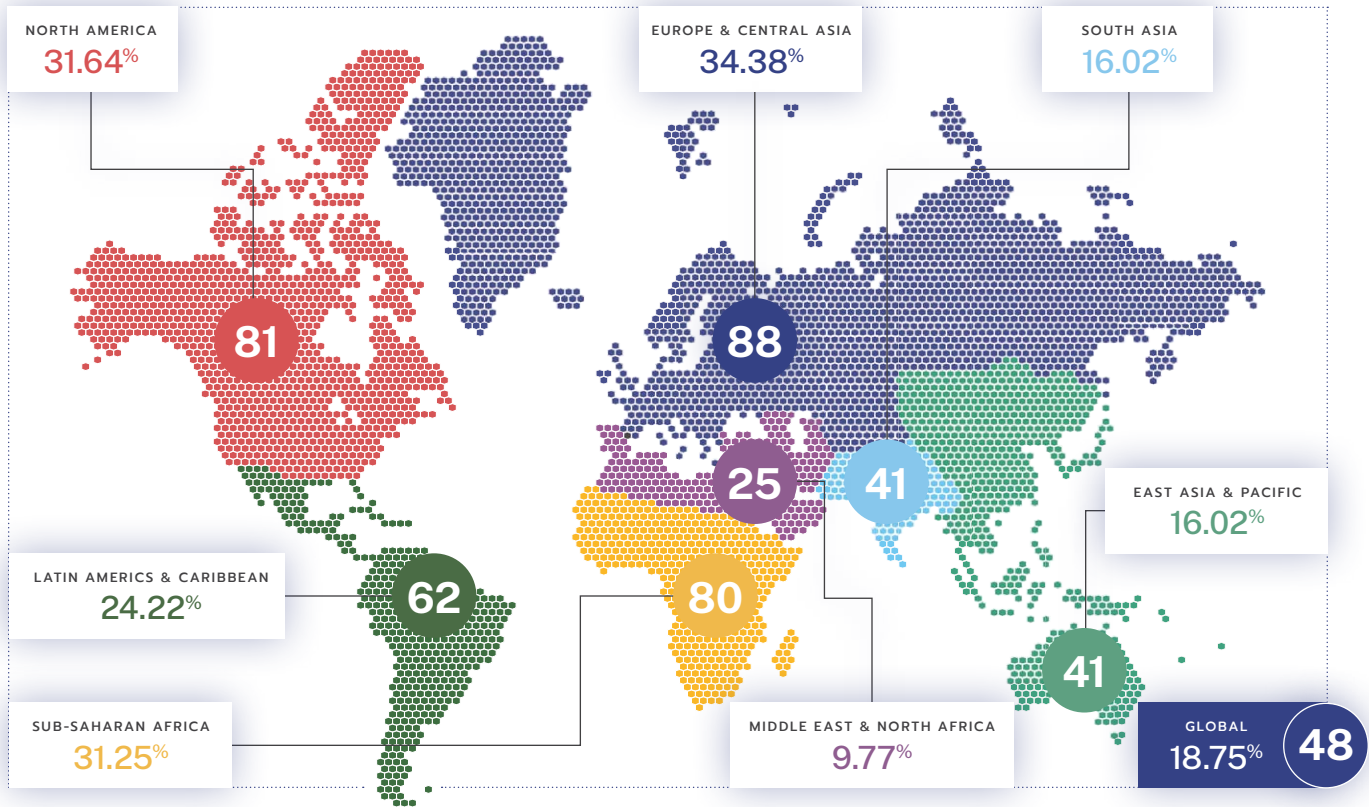 NORTH AMERICA
31.64%
EUROPE & CENTRAL ASIA
34.38%
SOUTH ASIA
16.02%
81
88
25
41
EAST ASIA & PACIFIC
16.02%
LATIN AMERICS & CARIBBEAN
24.22%
62
80
41
SUB-SAHARAN AFRICA
31.25%
MIDDLE EAST & NORTH AFRICA
9.77%
GLOBAL
18.75%
48